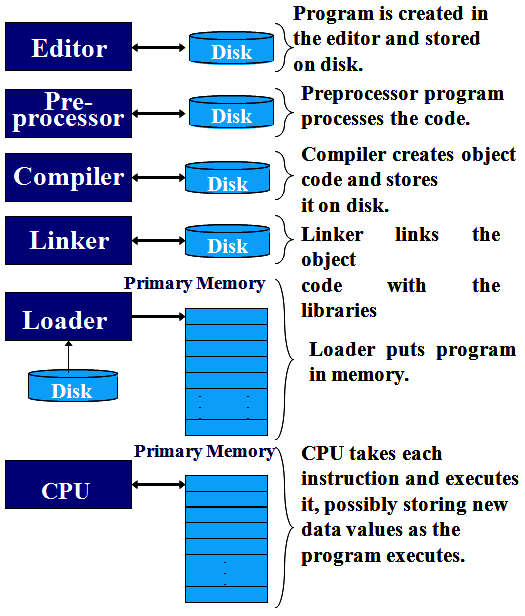 Editor
Disk
Program is created in
the editor and stored
on disk.
Pre-
processor
Disk
Preprocessor program
processes the code.
Compiler
Disk
Compiler creates object
code and stores
it on disk.
Linker
Disk
Linker links the
object
code with the
libraries
Primary Memory
Loader
Disk
Loader puts program
in memory.
Primary Memory
CPU
CPU takes each
instruction and executes
it, possibly storing new
data values as the
program executes.